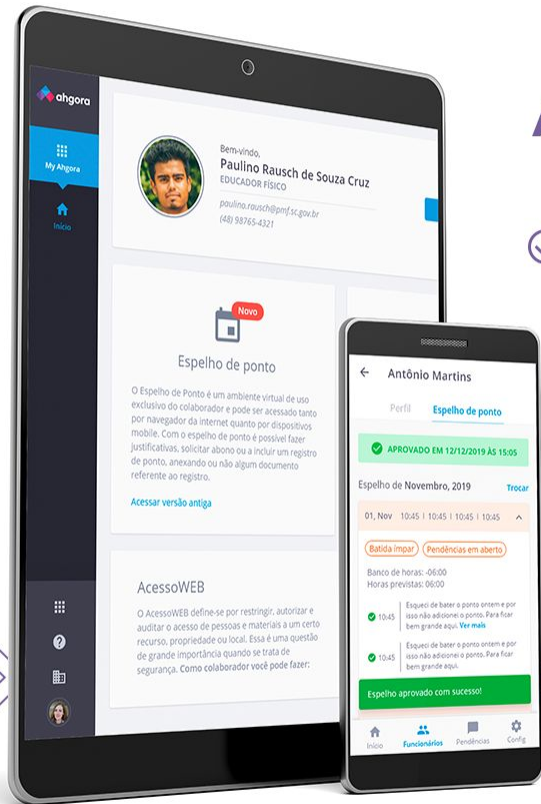 ahgora
My Ahgora
Início
Bem-vindo,
Paulino Rausch de Souza Cruz
EDUCADOR FÍSICO
paulino.rausch@pmf.sc.gov.br
(48) 98765-4321
Novo
Espelho de ponto
O Espelho de Ponto é um ambiente virtual de uso
exclusivo do colaborador e pode ser acessado tanto
por navegador da internet quanto por dispositivos
mobile. Com o espelho de ponto é possível fazer
justificativas, solicitar abono ou a incluir um registro
de ponto, anexando ou não algum documento
referente ao registro.
Acessar versão antiga
AcessoWEB
O AcessoWEB define-se por restringir, autorizar e
auditar o acesso de pessoas e materiais a um certo
recurso, propriedade ou local. Essa é uma questão
de grande importância quando se trata de
segurança. Como colaborador você pode fazer:
Antônio Martins
Perfil
Espelho de ponto
APROVADO EM 12/12/2019 ÀS 15:05
Espelho de Novembro, 2019
Trocar
01, Nov 10:45 | 10:45 | 10:45 | 10:45
Batida ímpar
Pendências em aberto
Banco de horas: -06:00
Horas previstas: 06:00
10:45
Esqueci de bater o ponto ontem e por
isso não adicionei o ponto. Para ficar
bem grande aqui. Ver mais
10:45
Esqueci de bater o ponto ontem e por
isso não adicionei o ponto. Para ficar
bem grande aqui.
Espelho aprovado com sucesso!
Início
Funcionários
Pendências
Config